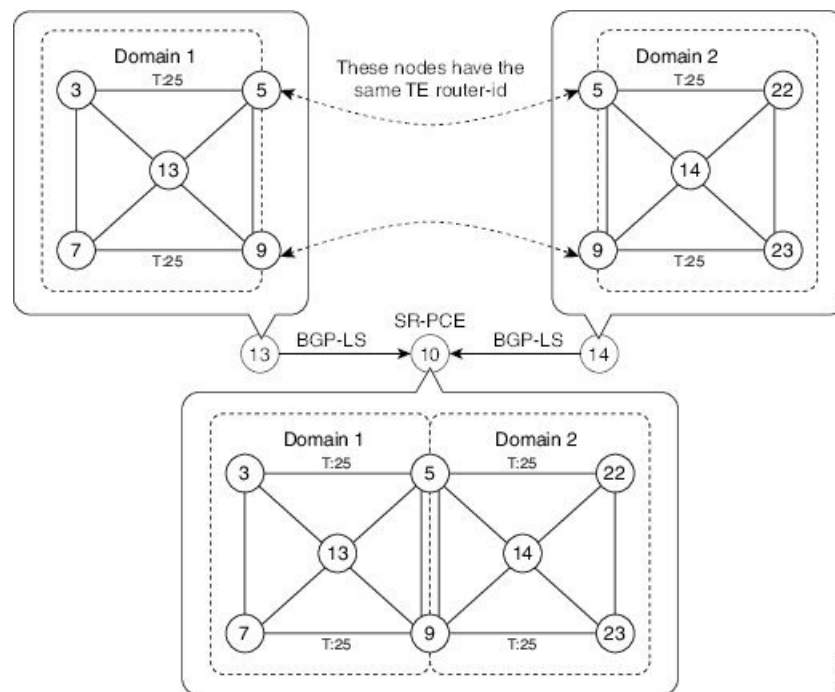 Domain 1
T:25
3
5
13
7
9
T:25
These nodes have the
same TE router-id
Domain 2
T:25
5
22
14
9
23
T:25
SR-PCE
13
BGP-LS
10
BGP-LS
14
Domain 1
Domain 2
T:25
T:25
3
5
22
13
14
7
9
23
T:25
T:25